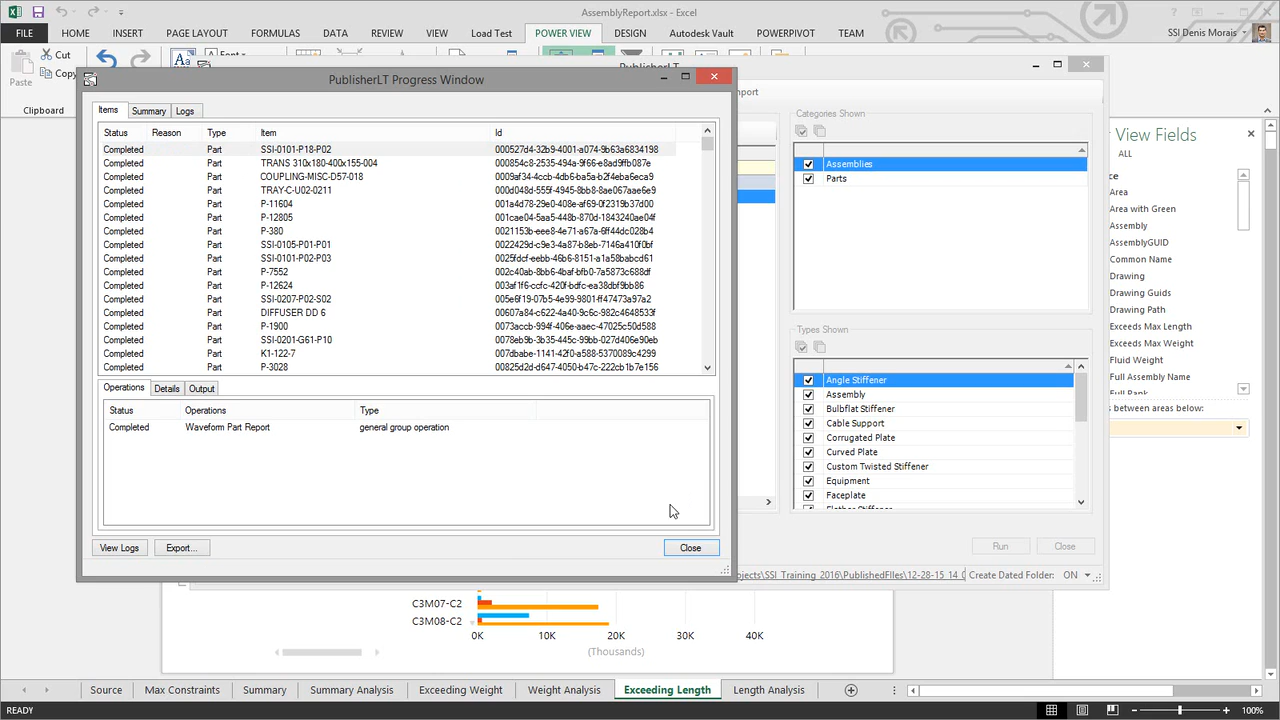 AssemblyReport.xlsx - Excel
FILE HOME INSERT PAGE LAYOUT FORMULAS DATA REVIEW VIEW Load Test POWER VIEW DESIGN Autodesk Vault POWERPIVOT TEAM SSI Denis Morais
Cut
Copy
Paste
Clipboard
PublisherLT Progress Window
Items Summary Logs
Status Reason Type Item Id
Completed Part SSI-0101-P18-P02 000527d4-32b9-4001-a074-9b63a6834198
Completed Part TRANS 310x180-400x155-004 000854c8-2535-494a-9f66-e8ad9ffb087e
Completed Part COUPLING-MISC-D57-018 0009af34-4ccb-4db6-ba5a-b2f4eba6eca9
Completed Part TRAY-C-U02-0211 000d048d-555f-4945-8bb8-8ae067aae6e9
Completed Part P-11604 001a4d78-29e0-408e-af69-0f2319b37d00
Completed Part P-12805 001cae04-5aa5-448b-870d-1843240ae04f
Completed Part P-380 0021153b-eee8-4e71-a67a-6ff44dc028b4
Completed Part SSI-0105-P01-P01 0022429d-c9e3-4a87-b8eb-7146a410f0bf
Completed Part SSI-0101-P02-P03 0025fdcf-eeb6-46b6-8151-a1a58babcd61
Completed Part P-7552 002c40ab-8bb6-4baf-bfb0-7a5873c688df
Completed Part P-12624 003af1f6-ccfc-420f-bdfc-ea38dbf9bb86
Completed Part SSI-0207-P02-S02 005e6f19-07b5-4e99-9801-ff47473a97a2
Completed Part DIFFUSER DD 6 00607a84-c622-4a40-9c6c-982c4648533f
Completed Part P-1900 0073accb-994f-406e-aaec-47025c50d588
Completed Part SSI-0201-G61-P10 0078eb9b-3b35-445c-99bb-027d406e90eb
Completed Part K1-122-7 007dbabe-1141-42f0-a588-5370089c4299
Completed Part P-3028 00825d2d-d647-4050-b47c-222cb1b7e156
Operations Details Output
Status Operations Type
Completed Waveform Part Report general group operation
View Logs Export... Close
PublisherLT
Categories Shown
Assemblies
Parts
Types Shown
Angle Stiffener
Assembly
Bulbflat Stiffener
Cable Support
Corrugated Plate
Curved Plate
Custom Twisted Stiffener
Equipment
Faceplate
Run Close
Create Dated Folder: ON
View Fields
ALL
Area
Area with Green
Assembly
AssemblyGUID
Common Name
Drawing
Drawing Guids
Drawing Path
Exceeds Max Length
Exceeds Max Weight
Fluid Weight
Full Assembly Name
Full Rank
s between areas below:
C3M07-C2
C3M08-C2
0K 10K 20K 30K 40K
(Thousands)
Source Max Constraints Summary Summary Analysis Exceeding Weight Weight Analysis Exceeding Length Length Analysis
READY 100%